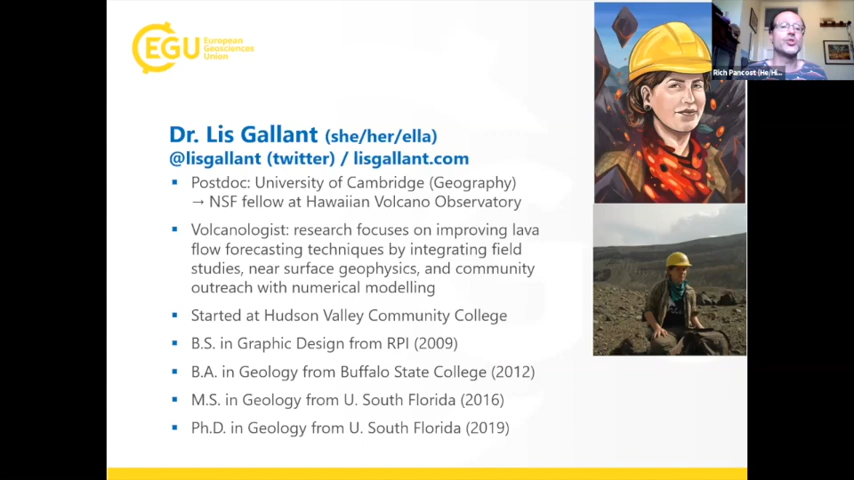 EGU European
Geosciences
Union
Rich Pancost (He/Hi...
Dr. Lis Gallant (she/her/ella)
@lisgallant (twitter) / lisgallant.com
▪ Postdoc: University of Cambridge (Geography)
→ NSF fellow at Hawaiian Volcano Observatory
▪ Volcanologist: research focuses on improving lava
flow forecasting techniques by integrating field
studies, near surface geophysics, and community
outreach with numerical modelling
▪ Started at Hudson Valley Community College
▪ B.S. in Graphic Design from RPI (2009)
▪ B.A. in Geology from Buffalo State College (2012)
▪ M.S. in Geology from U. South Florida (2016)
▪ Ph.D. in Geology from U. South Florida (2019)